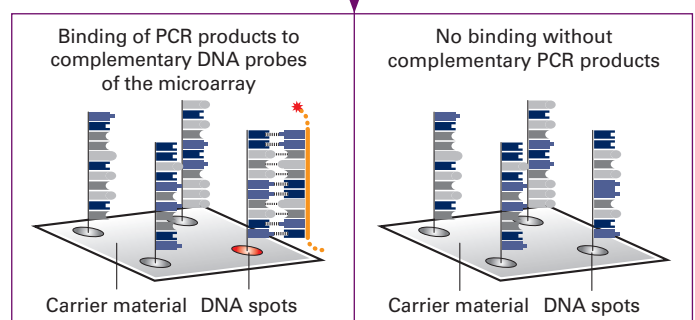 Binding of PCR products to
complementary DNA probes
of the microarray
Carrier material DNA spots
No binding without
complementary PCR products
Carrier material DNA spots